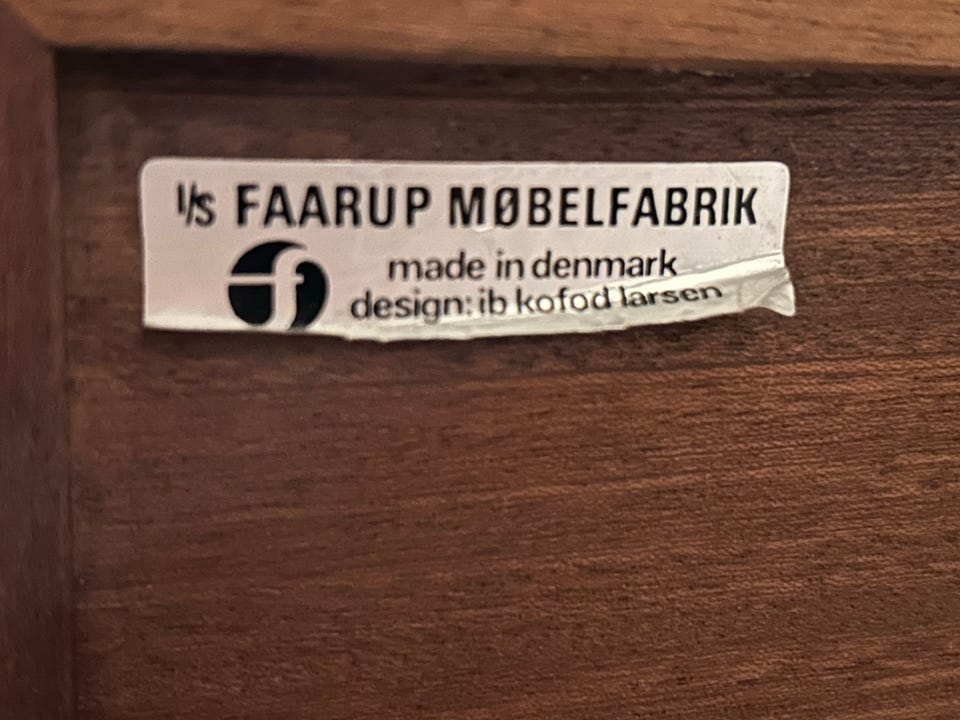 I/S FAARUP MØBELFABRIK
f
made in denmark
design: ib kofod larsen